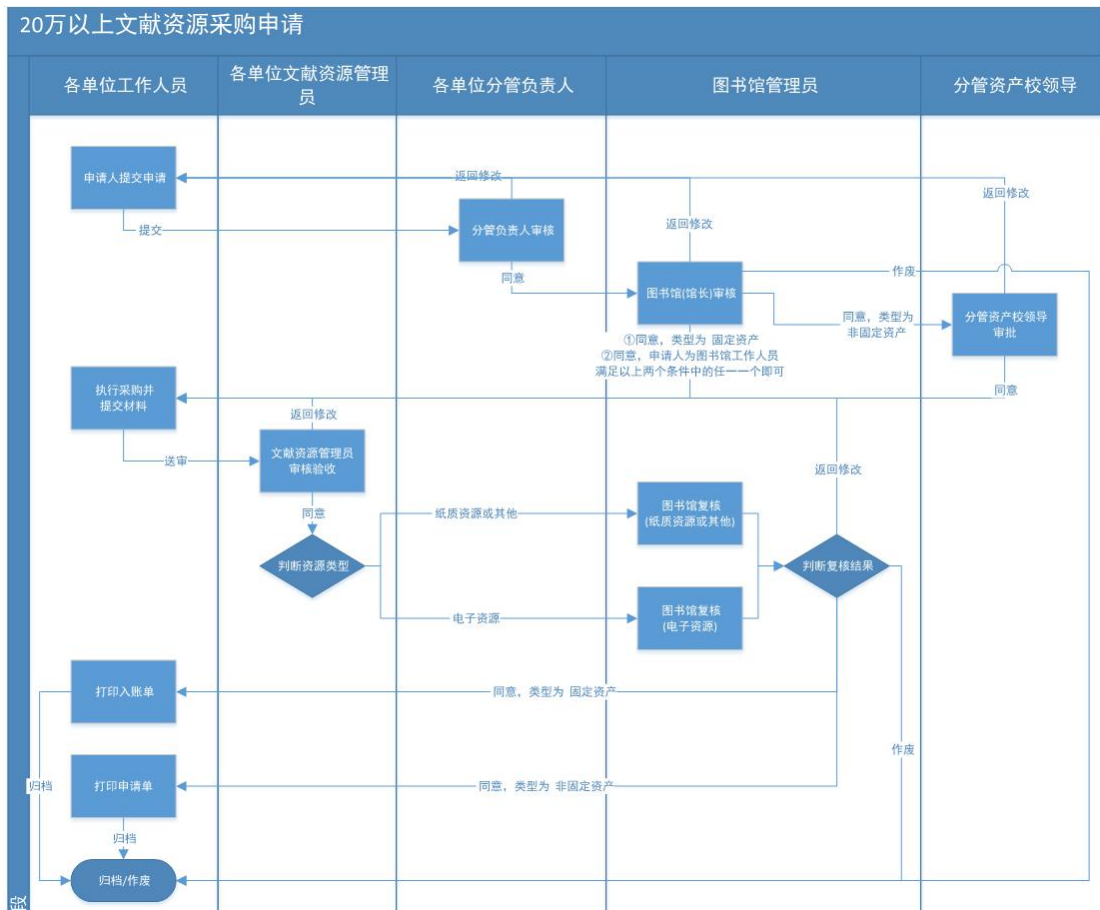 20万以上文献资源采购申请
各单位工作人员
各单位文献资源管理
员
各单位分管负责人
图书馆管理员
分管资产校领导
申请人提交申请
返回修改
返回修改
提交
分管负责人审核
返回修改
同意
图书馆(馆长)审核
作废
同意，类型为
非固定资产
分管资产校领导
审批
①同意，类型为 固定资产
②同意，申请人为图书馆工作人员
满足以上两个条件中的任一一个即可
同意
执行采购并
提交材料
返回修改
送审
文献资源管理员
审核验收
返回修改
同意
纸质资源或其他
图书馆复核
(纸质资源或其他)
判断资源类型
判断复核结果
电子资源
图书馆复核
(电子资源)
打印入账单
同意，类型为 固定资产
作废
归档
打印申请单
同意，类型为 非固定资产
归档
归档/作废
段